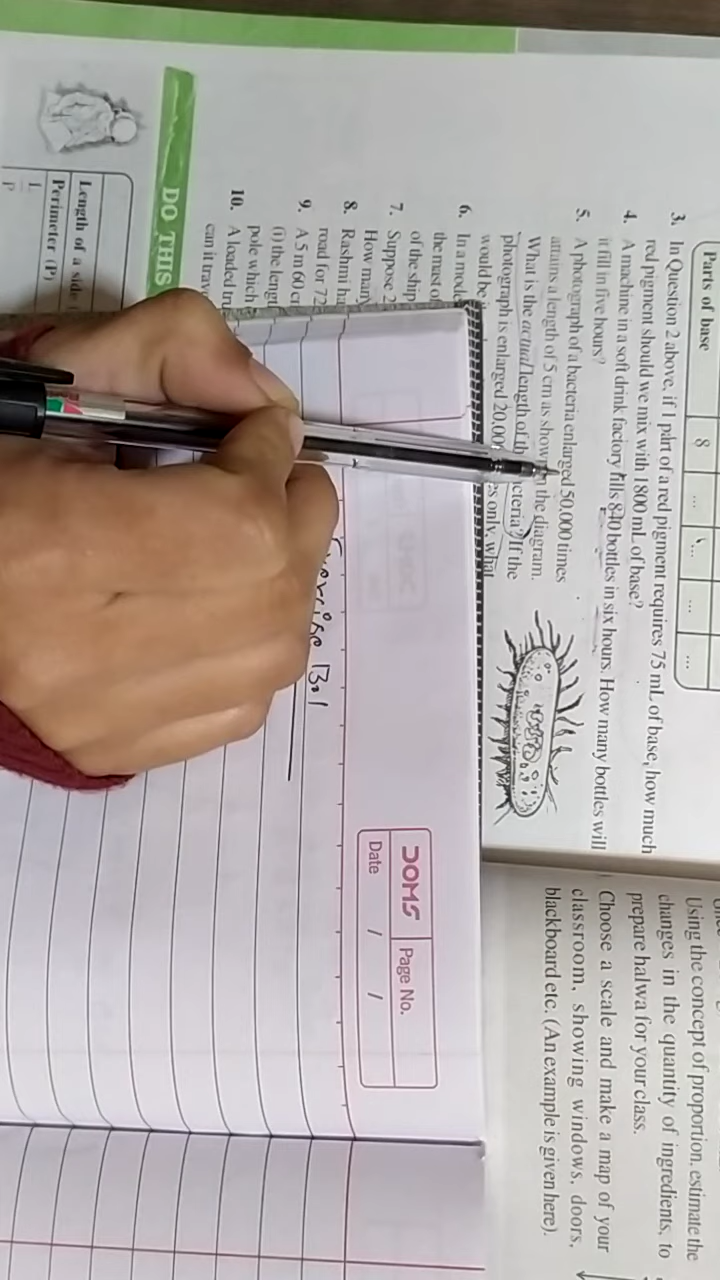 Parts of base 8 ... ... ... ...
3. In Question 2 above, if 1 part of a red pigment requires 75 mL of base, how much
red pigment should we mix with 1800 mL of base?
4. A machine in a soft drink factory fills 840 bottles in six hours. How many bottles will
it fill in five hours?
5. A photograph of a bacteria enlarged 50,000 times
attains a length of 5 cm as shown in the diagram.
What is the actual length of the bacteria? If the
photograph is enlarged 20,00 es only, what
would be
6. In a mode
the mast o
of the ship
7. Suppose 2
How many
8. Rashmi ha
road for 72
9. A 5 m 60 c
(i) the lengt
pole which
10. A loaded tru
can it trav
DO THIS
Length of a side
Perimeter (P)
L
P
Using the concept of proportion, estimate the
changes in the quantity of ingredients, to
prepare halwa for your class.
Choose a scale and make a map of your
classroom, showing windows, doors,
blackboard etc. (An example is given here).
DOMS Page No.
Date / /
Exercise 13.1